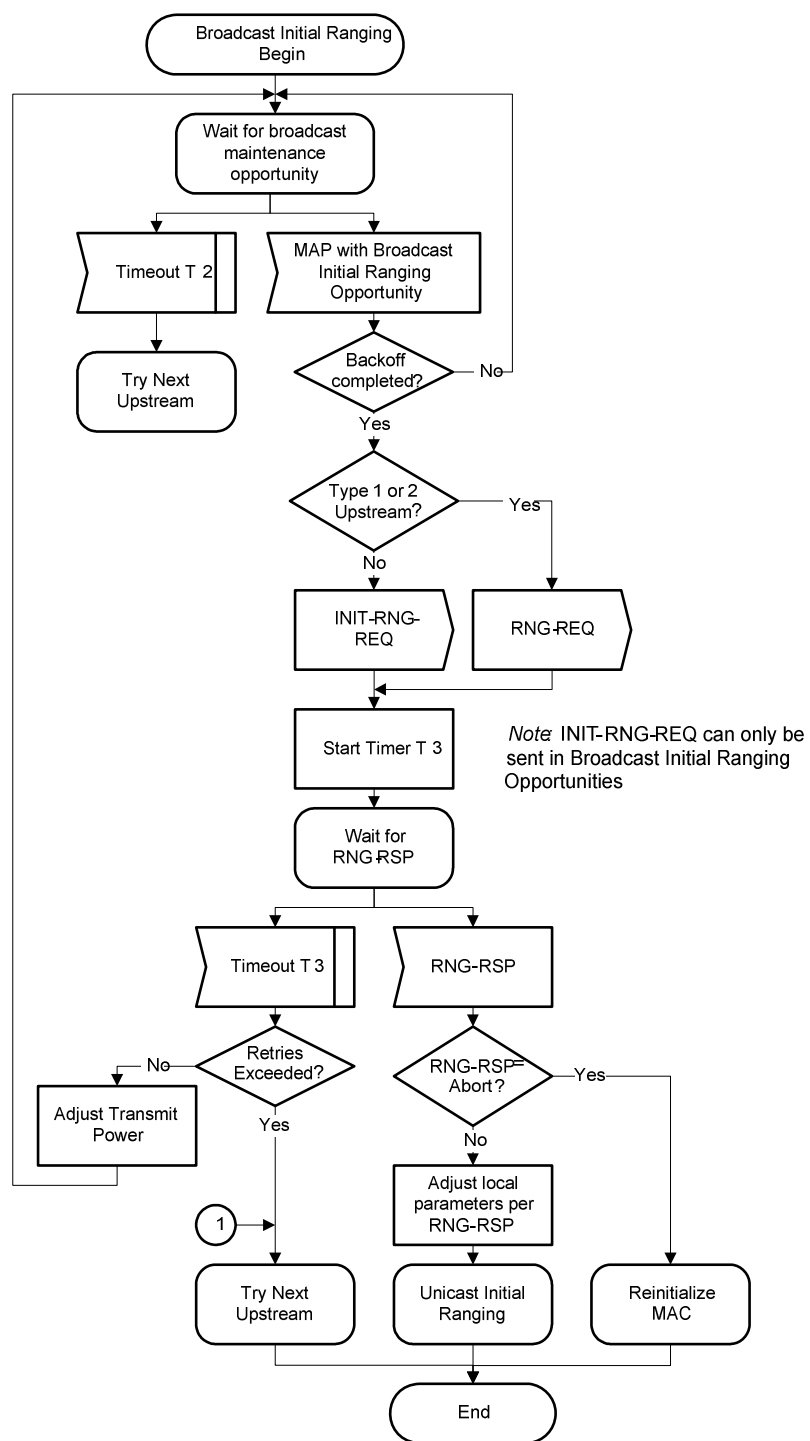 Broadcast Initial Ranging
Begin
Wait for broadcast
maintenance
opportunity
Timeout T 2
MAP with Broadcast
Initial Ranging
Opportunity
Try Next
Upstream
Backoff
completed?
No
Yes
Type 1 or 2
Upstream?
Yes
No
INIT-RNG-
REQ
RNG-REQ
Start Timer T 3
Note: INIT-RNG-REQ can only be
sent in Broadcast Initial Ranging
Opportunities
Wait for
RNG-RSP
Timeout T 3
RNG-RSP
Retries
Exceeded?
No
Yes
RNG-RSP=
Abort?
Yes
No
Adjust Transmit
Power
Adjust local
parameters per
RNG-RSP
1
Try Next
Upstream
Unicast Initial
Ranging
Reinitialize
MAC
End